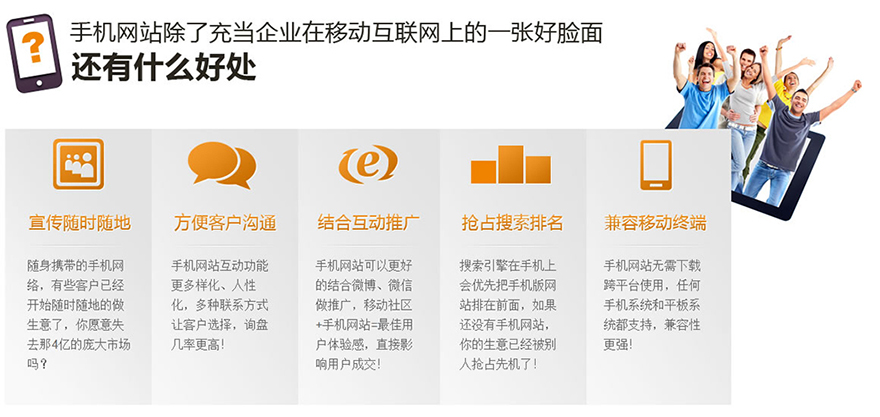 手机网站除了充当企业在移动互联网上的一张好脸面
?
还有什么好处
宣传随时随地
随身携带的手机网
络，有些客户已经
开始随时随地的做
生意了，你愿意失
去那4亿的庞大市场
吗？
方便客户沟通
手机网站互动功能
更多样化、人性
化，多种联系方式
让客户选择，询盘
几率更高！
e
结合互动推广
手机网站可以更好
的结合微博、微信
做推广，移动社区
+手机网站=最佳用
户体验感，直接影
响用户成交！
抢占搜索排名
搜索引擎在手机上
会优先把手机版网
站排在前面，如果
还没有手机网站，
你的生意已经被别
人抢占先机了！
兼容移动终端
手机网站无需下载
跨平台使用，任何
手机系统和平板系
统都支持，兼容性
更强！